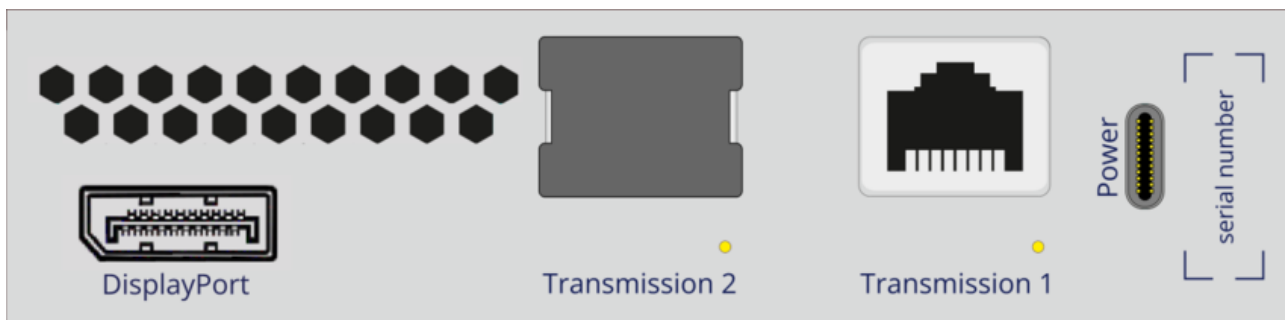 DisplayPort
Transmission 2
Transmission 1
Power
serial number